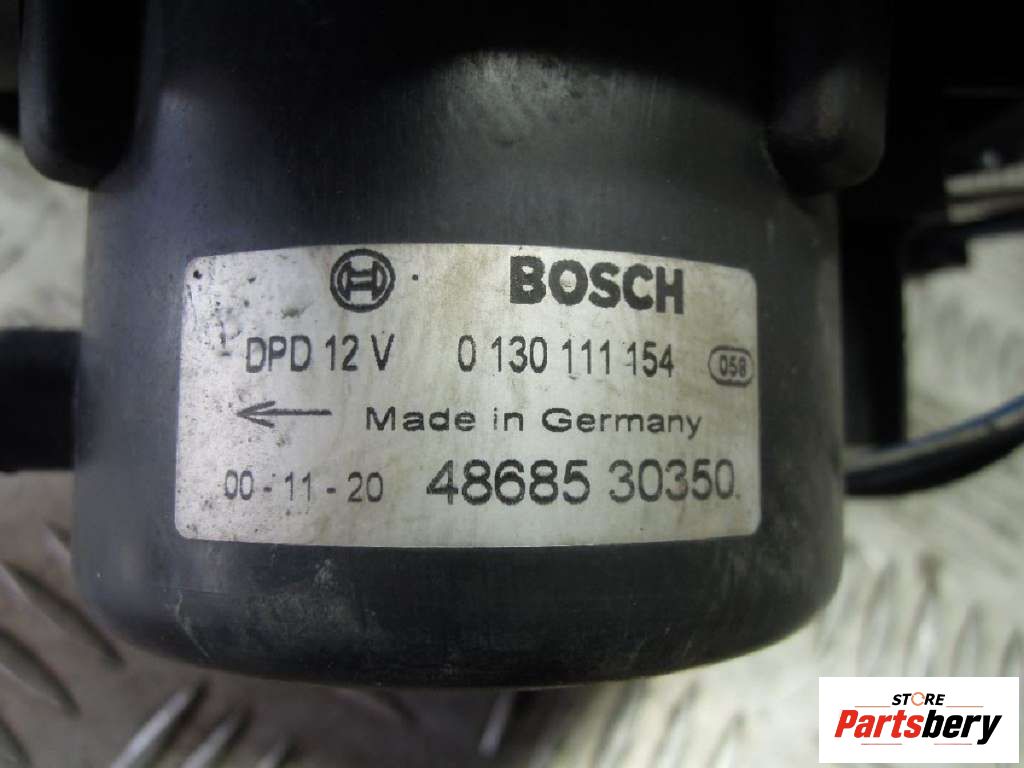 BOSCH
DPD 12 V 0 130 111 154 058
Made in Germany
00-11-20 48685 30350
STORE
Partsbery